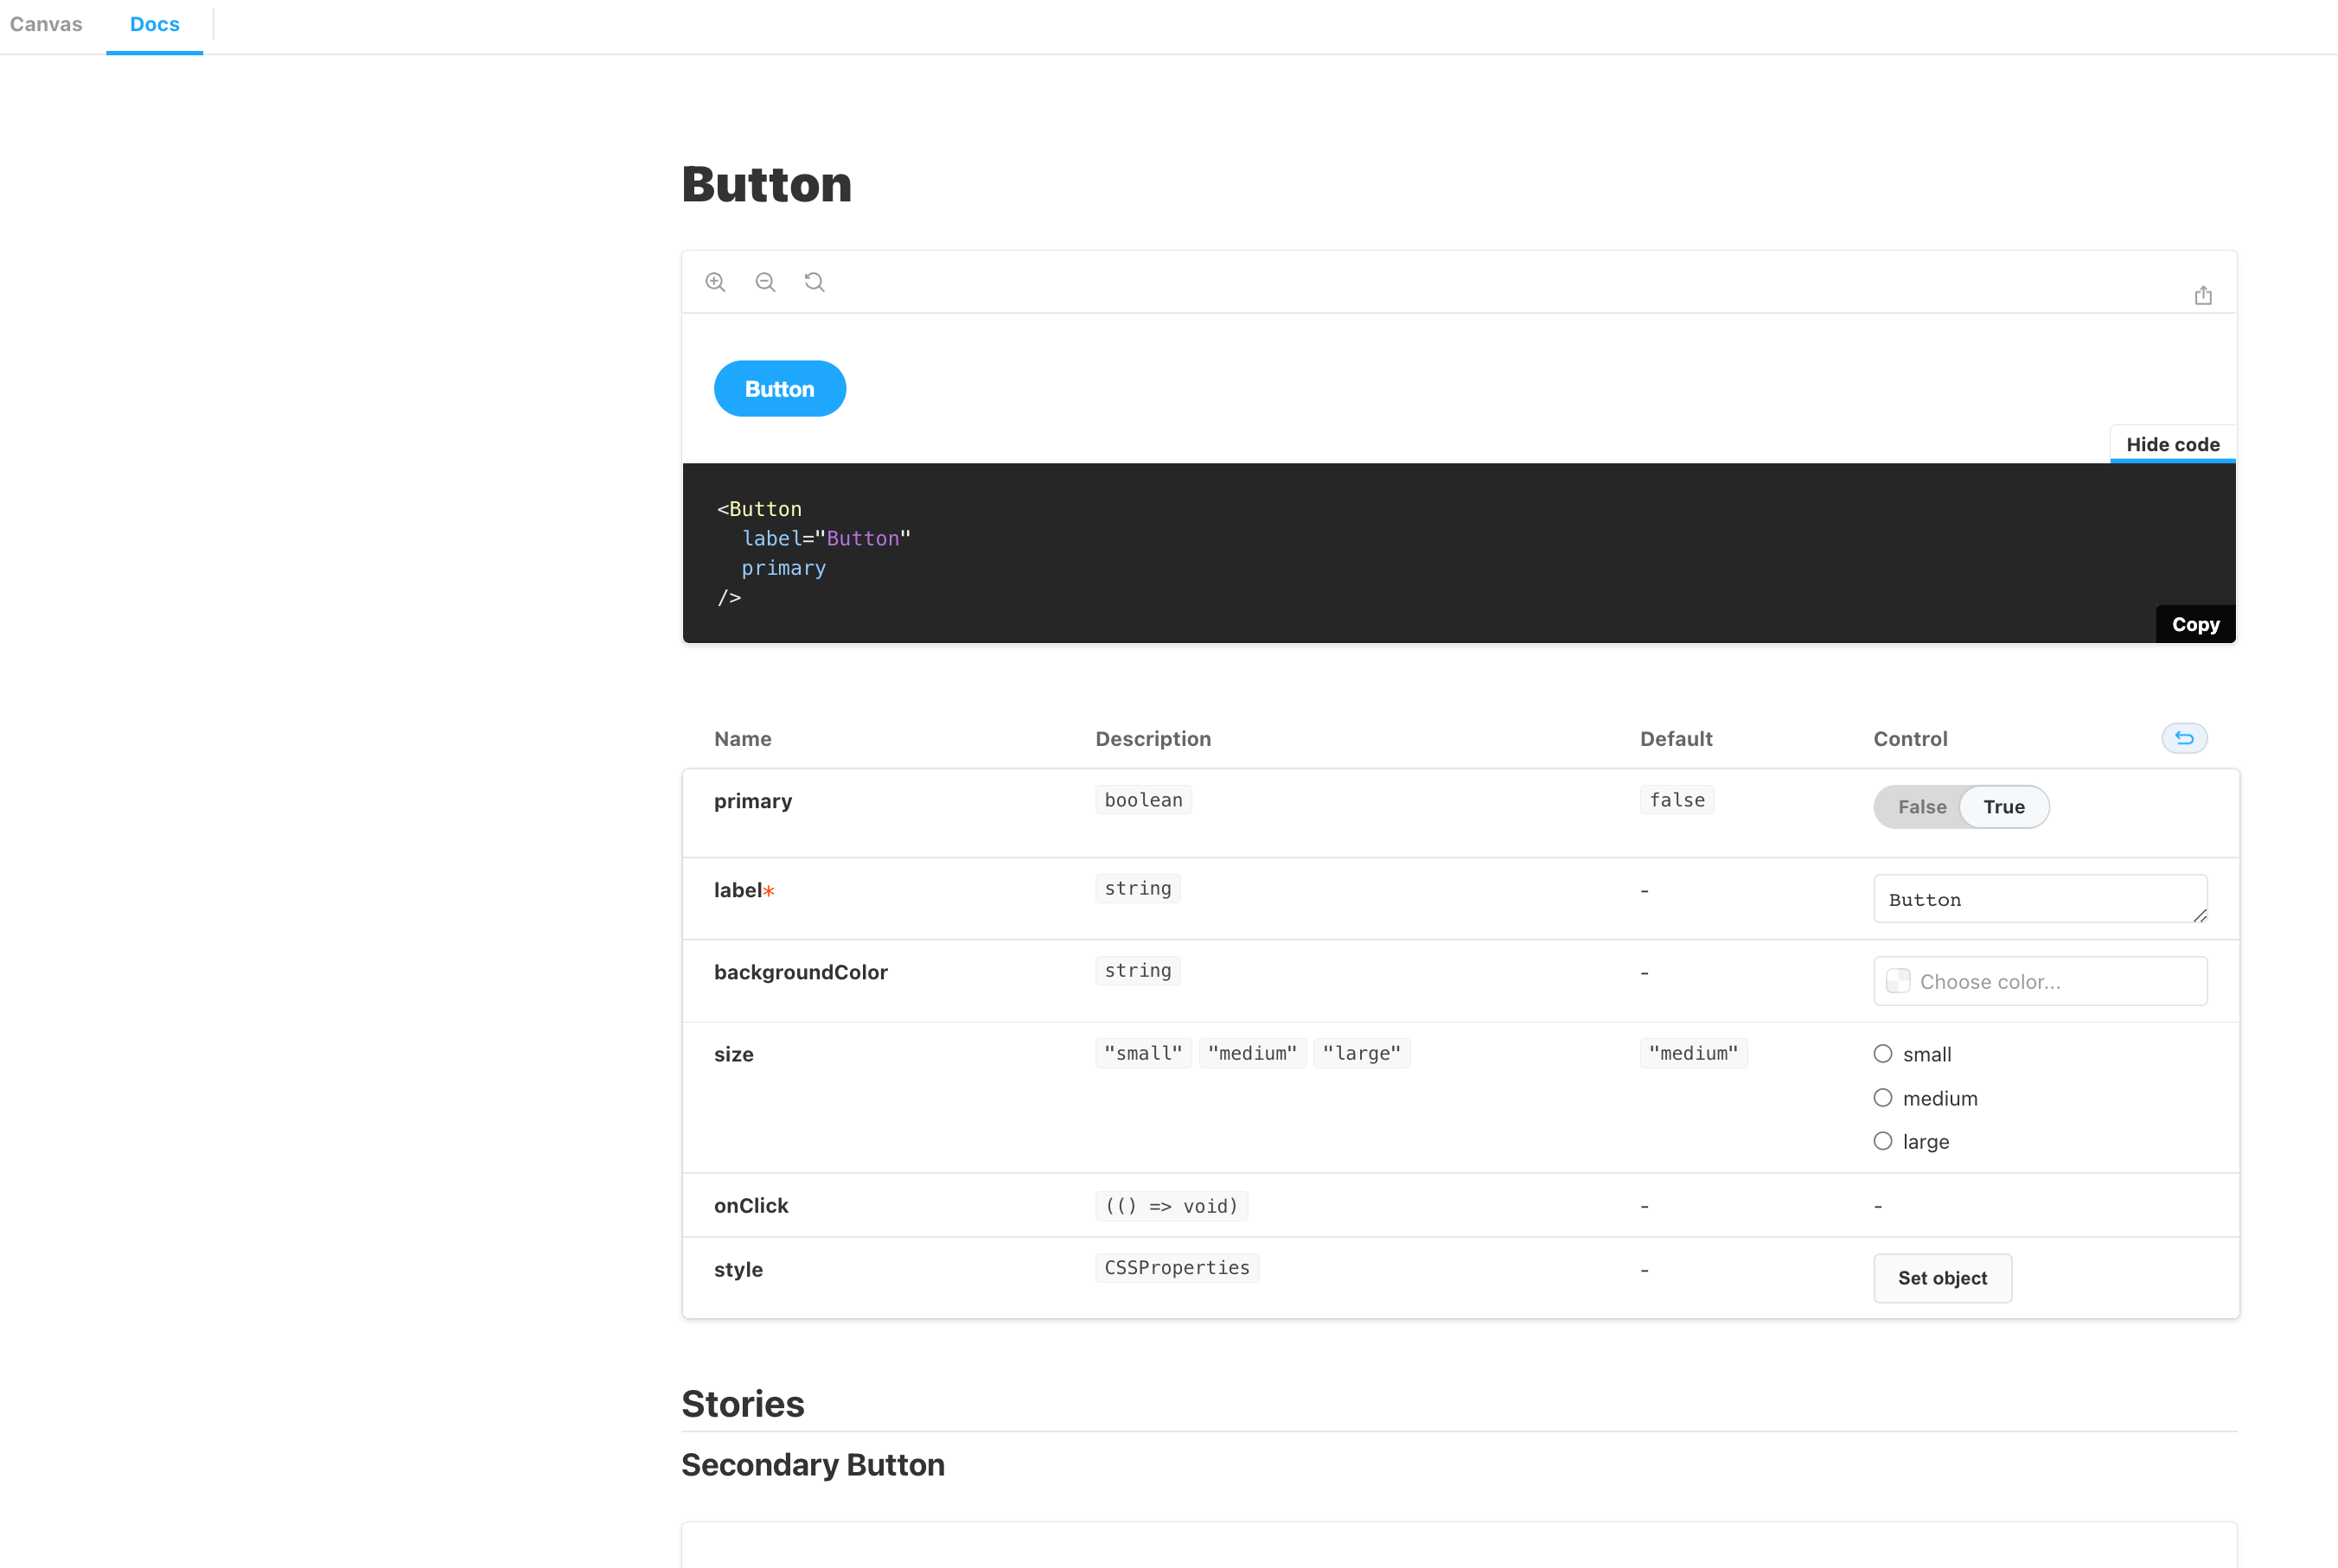 Canvas Docs
Button
Button
Hide code
<Button
label="Button"
primary
/>
Copy
Name Description Default Control
primary boolean false False True
label* string - Button
backgroundColor string - Choose color...
size "small" "medium" "large" "medium" small
medium
large
onClick (() => void) - -
style CSSProperties - Set object
Stories
Secondary Button